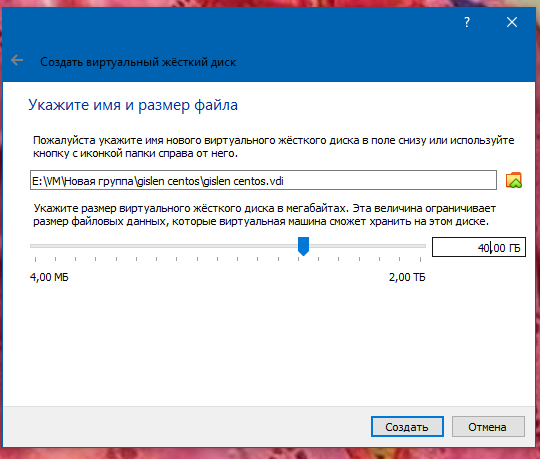 ?
Создать виртуальный жёсткий диск
Укажите имя и размер файла
Пожалуйста укажите имя нового виртуального жёсткого диска в поле снизу или используйте
кнопку с иконкой папки справа от него.
E:\VM\Новая группа\gislen centos\gislen centos.vdi
Укажите размер виртуального жёсткого диска в мегабайтах. Эта величина ограничивает
размер файловых данных, которые виртуальная машина сможет хранить на этом диске.
40,00 ГБ
4,00 МБ 2,00 ТБ
Создать Отмена